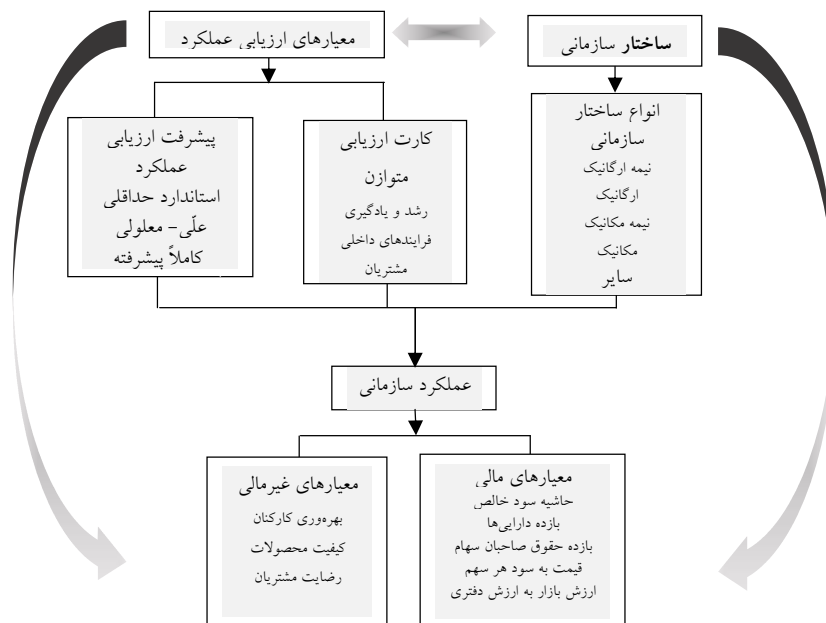 ساختار سازمانی
معیارهای ارزیابی عملکرد
انواع ساختار
سازمانی
نیمه ارگانیک
ارگانیک
نیمه مکانیک
مکانیک
سایر
کارت ارزیابی
متوازن
رشد و یادگیری
فرایندهای داخلی
مشتریان
پیشرفت ارزیابی
عملکرد
استاندارد حداقلی
علّی- معلولی
کاملاً پیشرفته
عملکرد سازمانی
معیارهای مالی
حاشیه سود خالص
بازده دارایی‌ها
بازده حقوق صاحبان سهام
قیمت به سود هر سهم
ارزش بازار به ارزش دفتری
معیارهای غیرمالی
بهره‌وری کارکنان
کیفیت محصولات
رضایت مشتریان